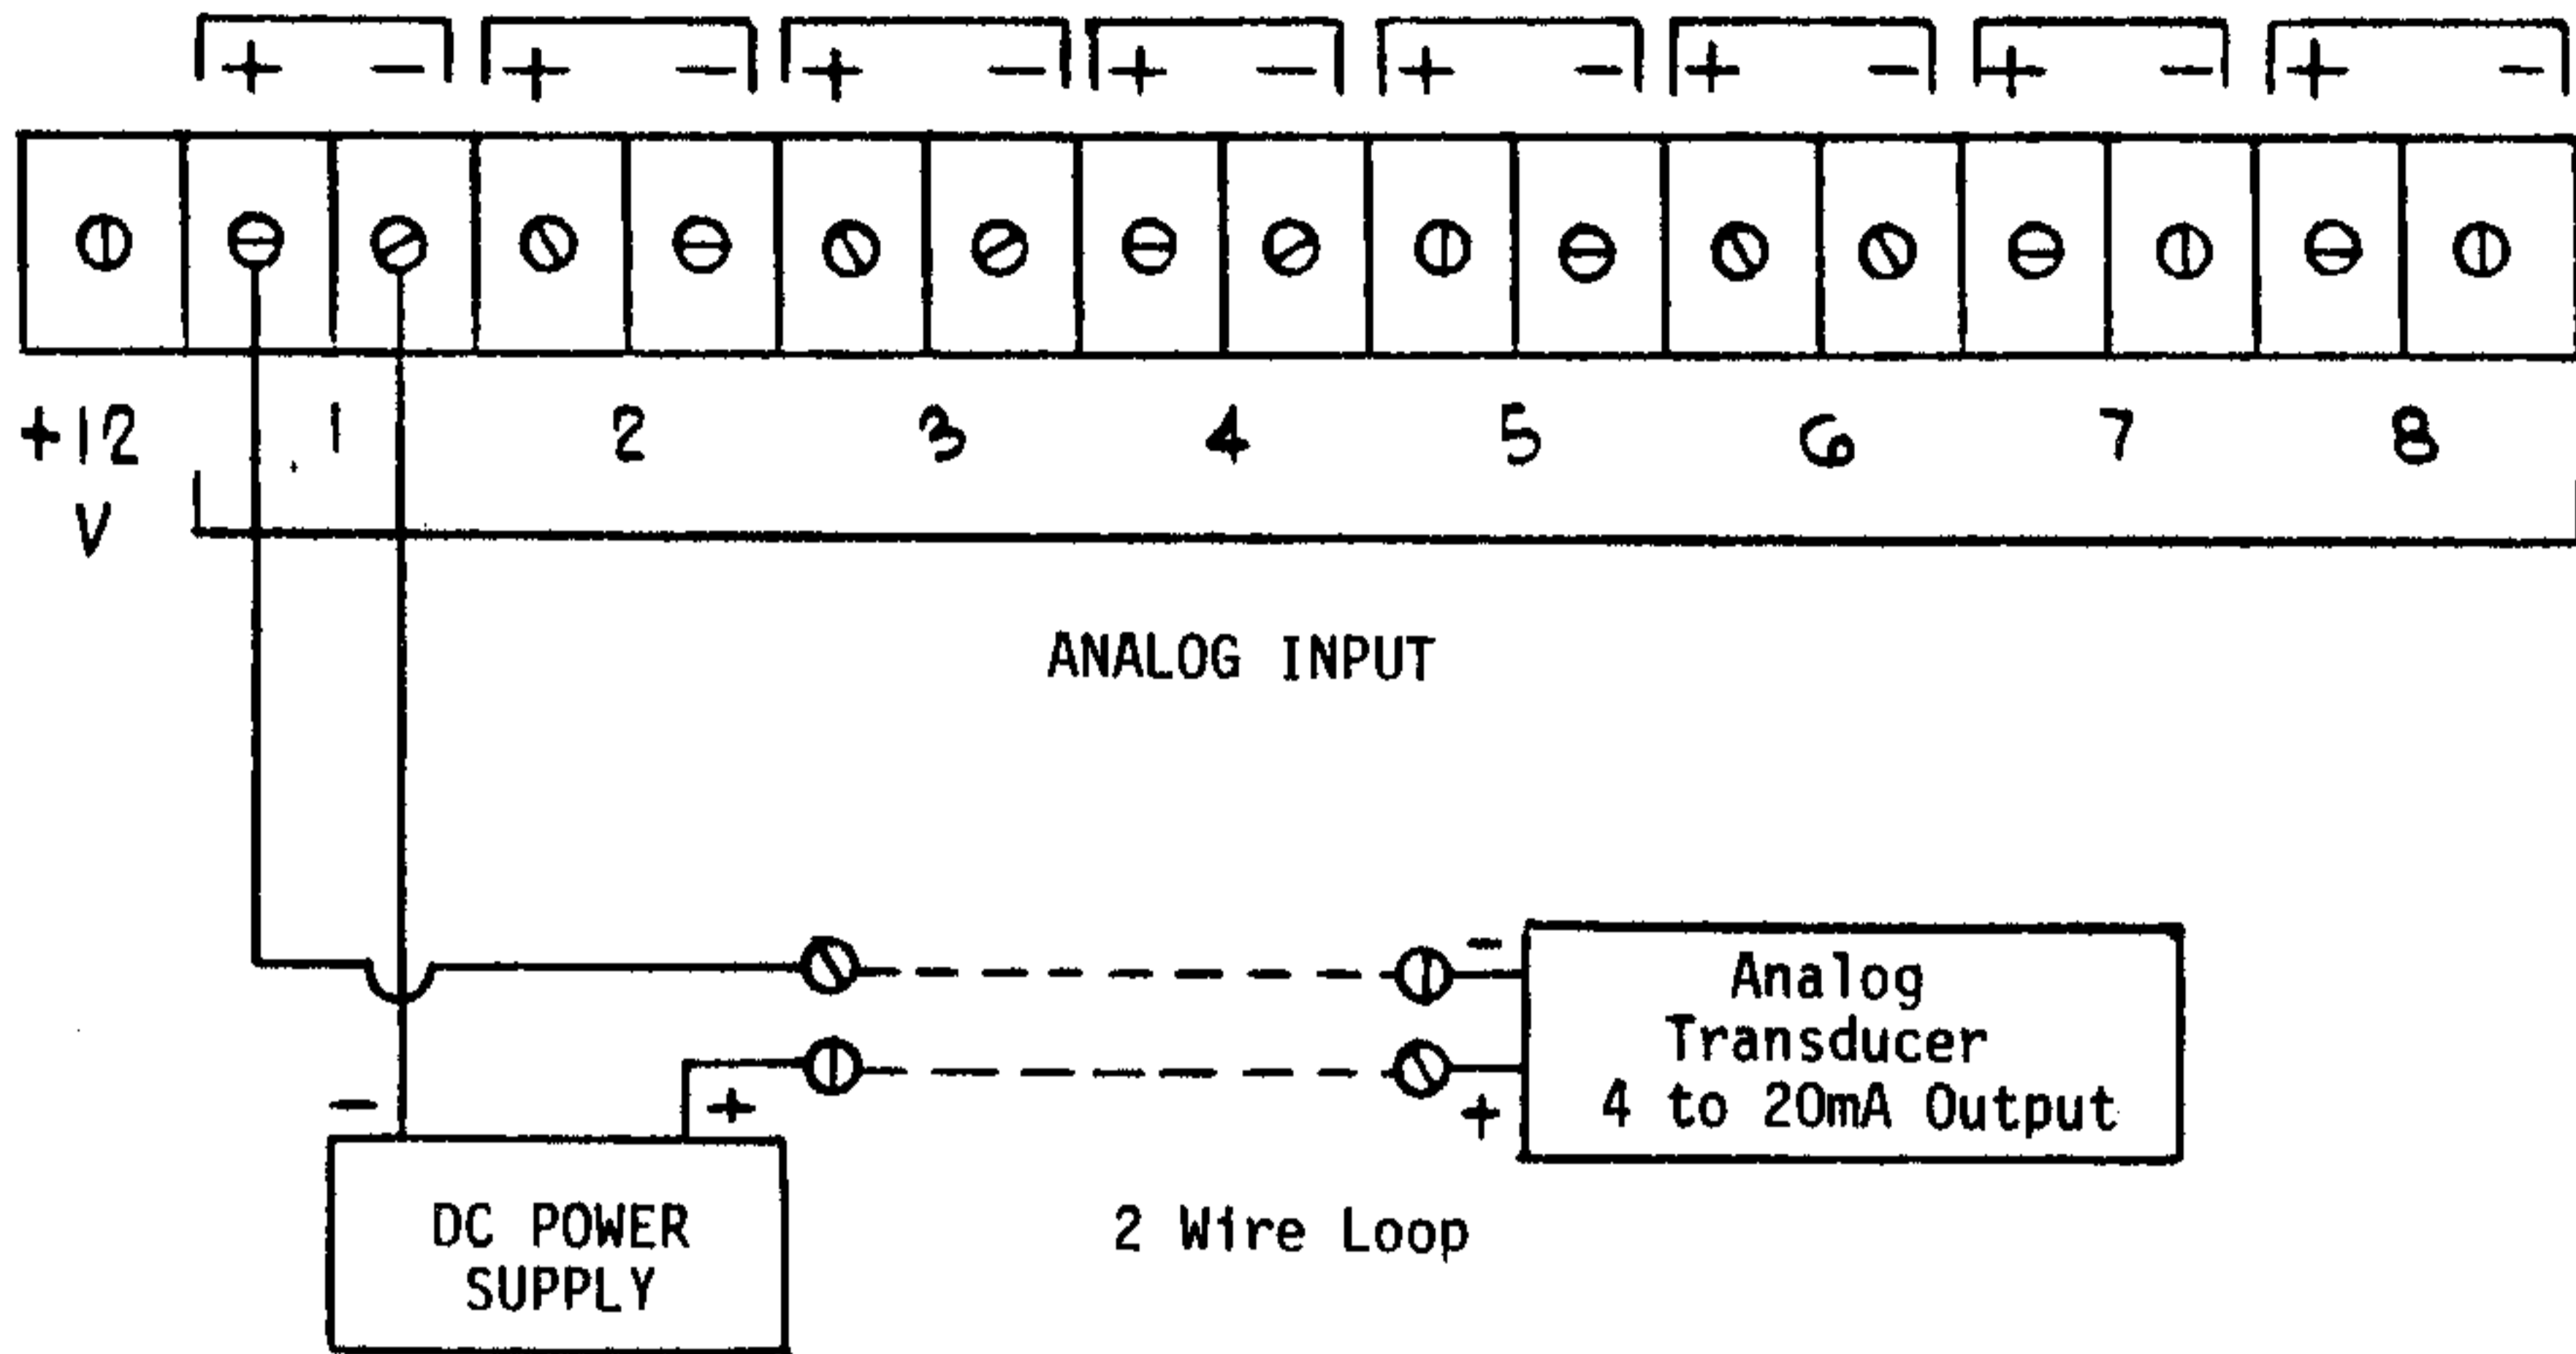 + - + - + - + - + - + - + - + -
+12 1 2 3 4 5 6 7 8
V
ANALOG INPUT
-
Analog
Transducer
4 to 20mA Output
+
- +
DC POWER
SUPPLY
2 Wire Loop